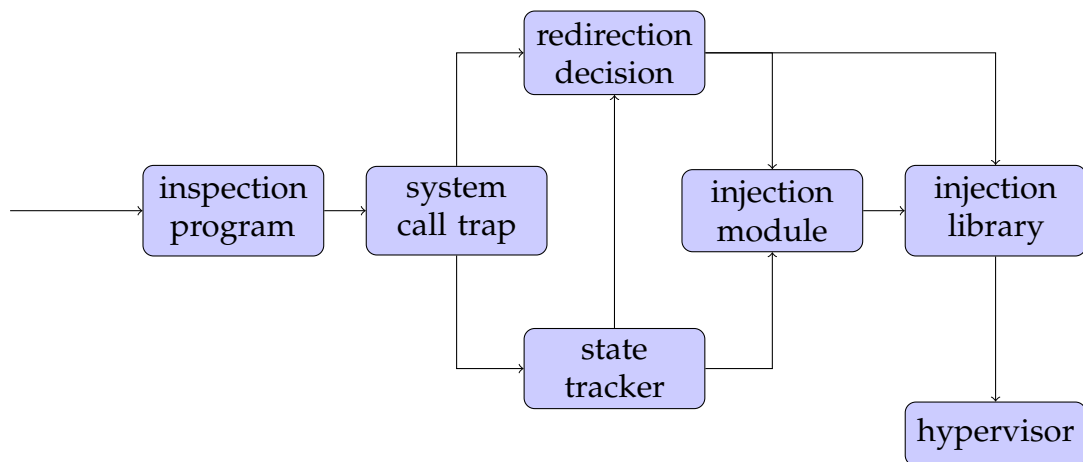 redirection
decision
inspection
program
system
call trap
injection
module
injection
library
state
tracker
hypervisor